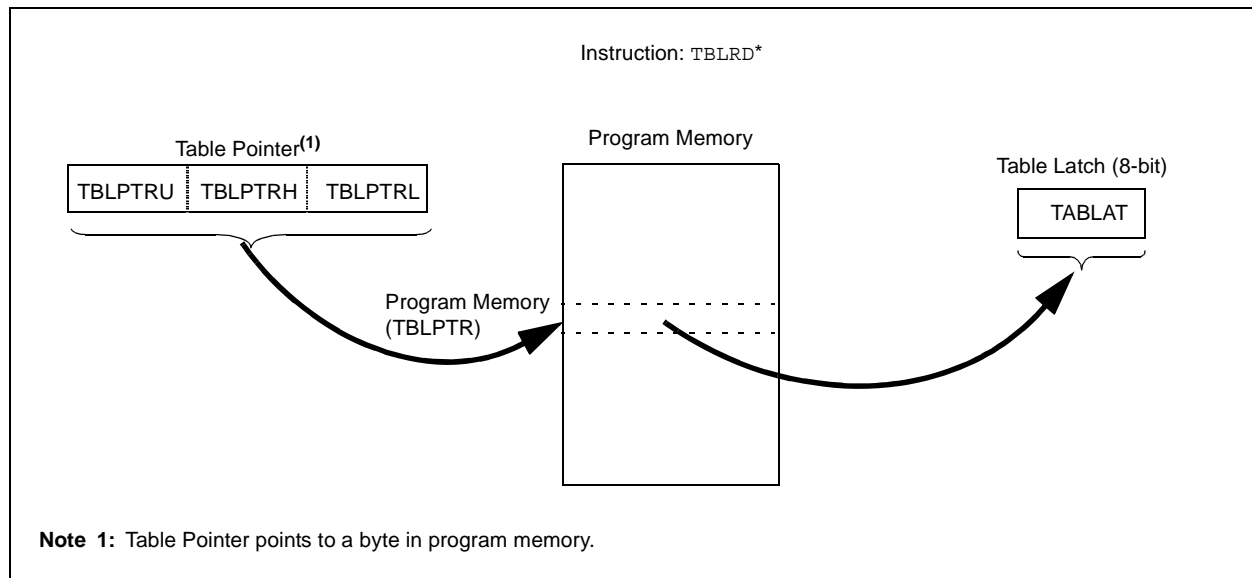 Instruction: TBLRD*
Table Pointer(1)
TBLPTRU TBLPTRH TBLPTRL
Program Memory
Table Latch (8-bit)
TABLAT
Program Memory
(TBLPTR)
Note 1: Table Pointer points to a byte in program memory.